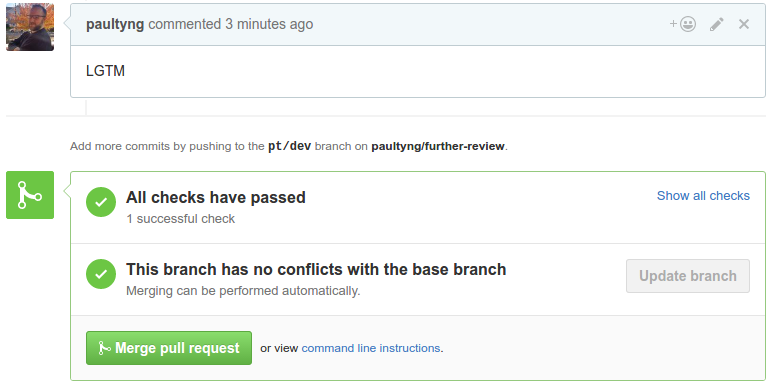 paultyng commented 3 minutes ago
LGTM
Add more commits by pushing to the pt/dev branch on paultyng/further-review.
All checks have passed
Show all checks
1 successful check
This branch has no conflicts with the base branch
Merging can be performed automatically.
Update branch
Merge pull request or view command line instructions.